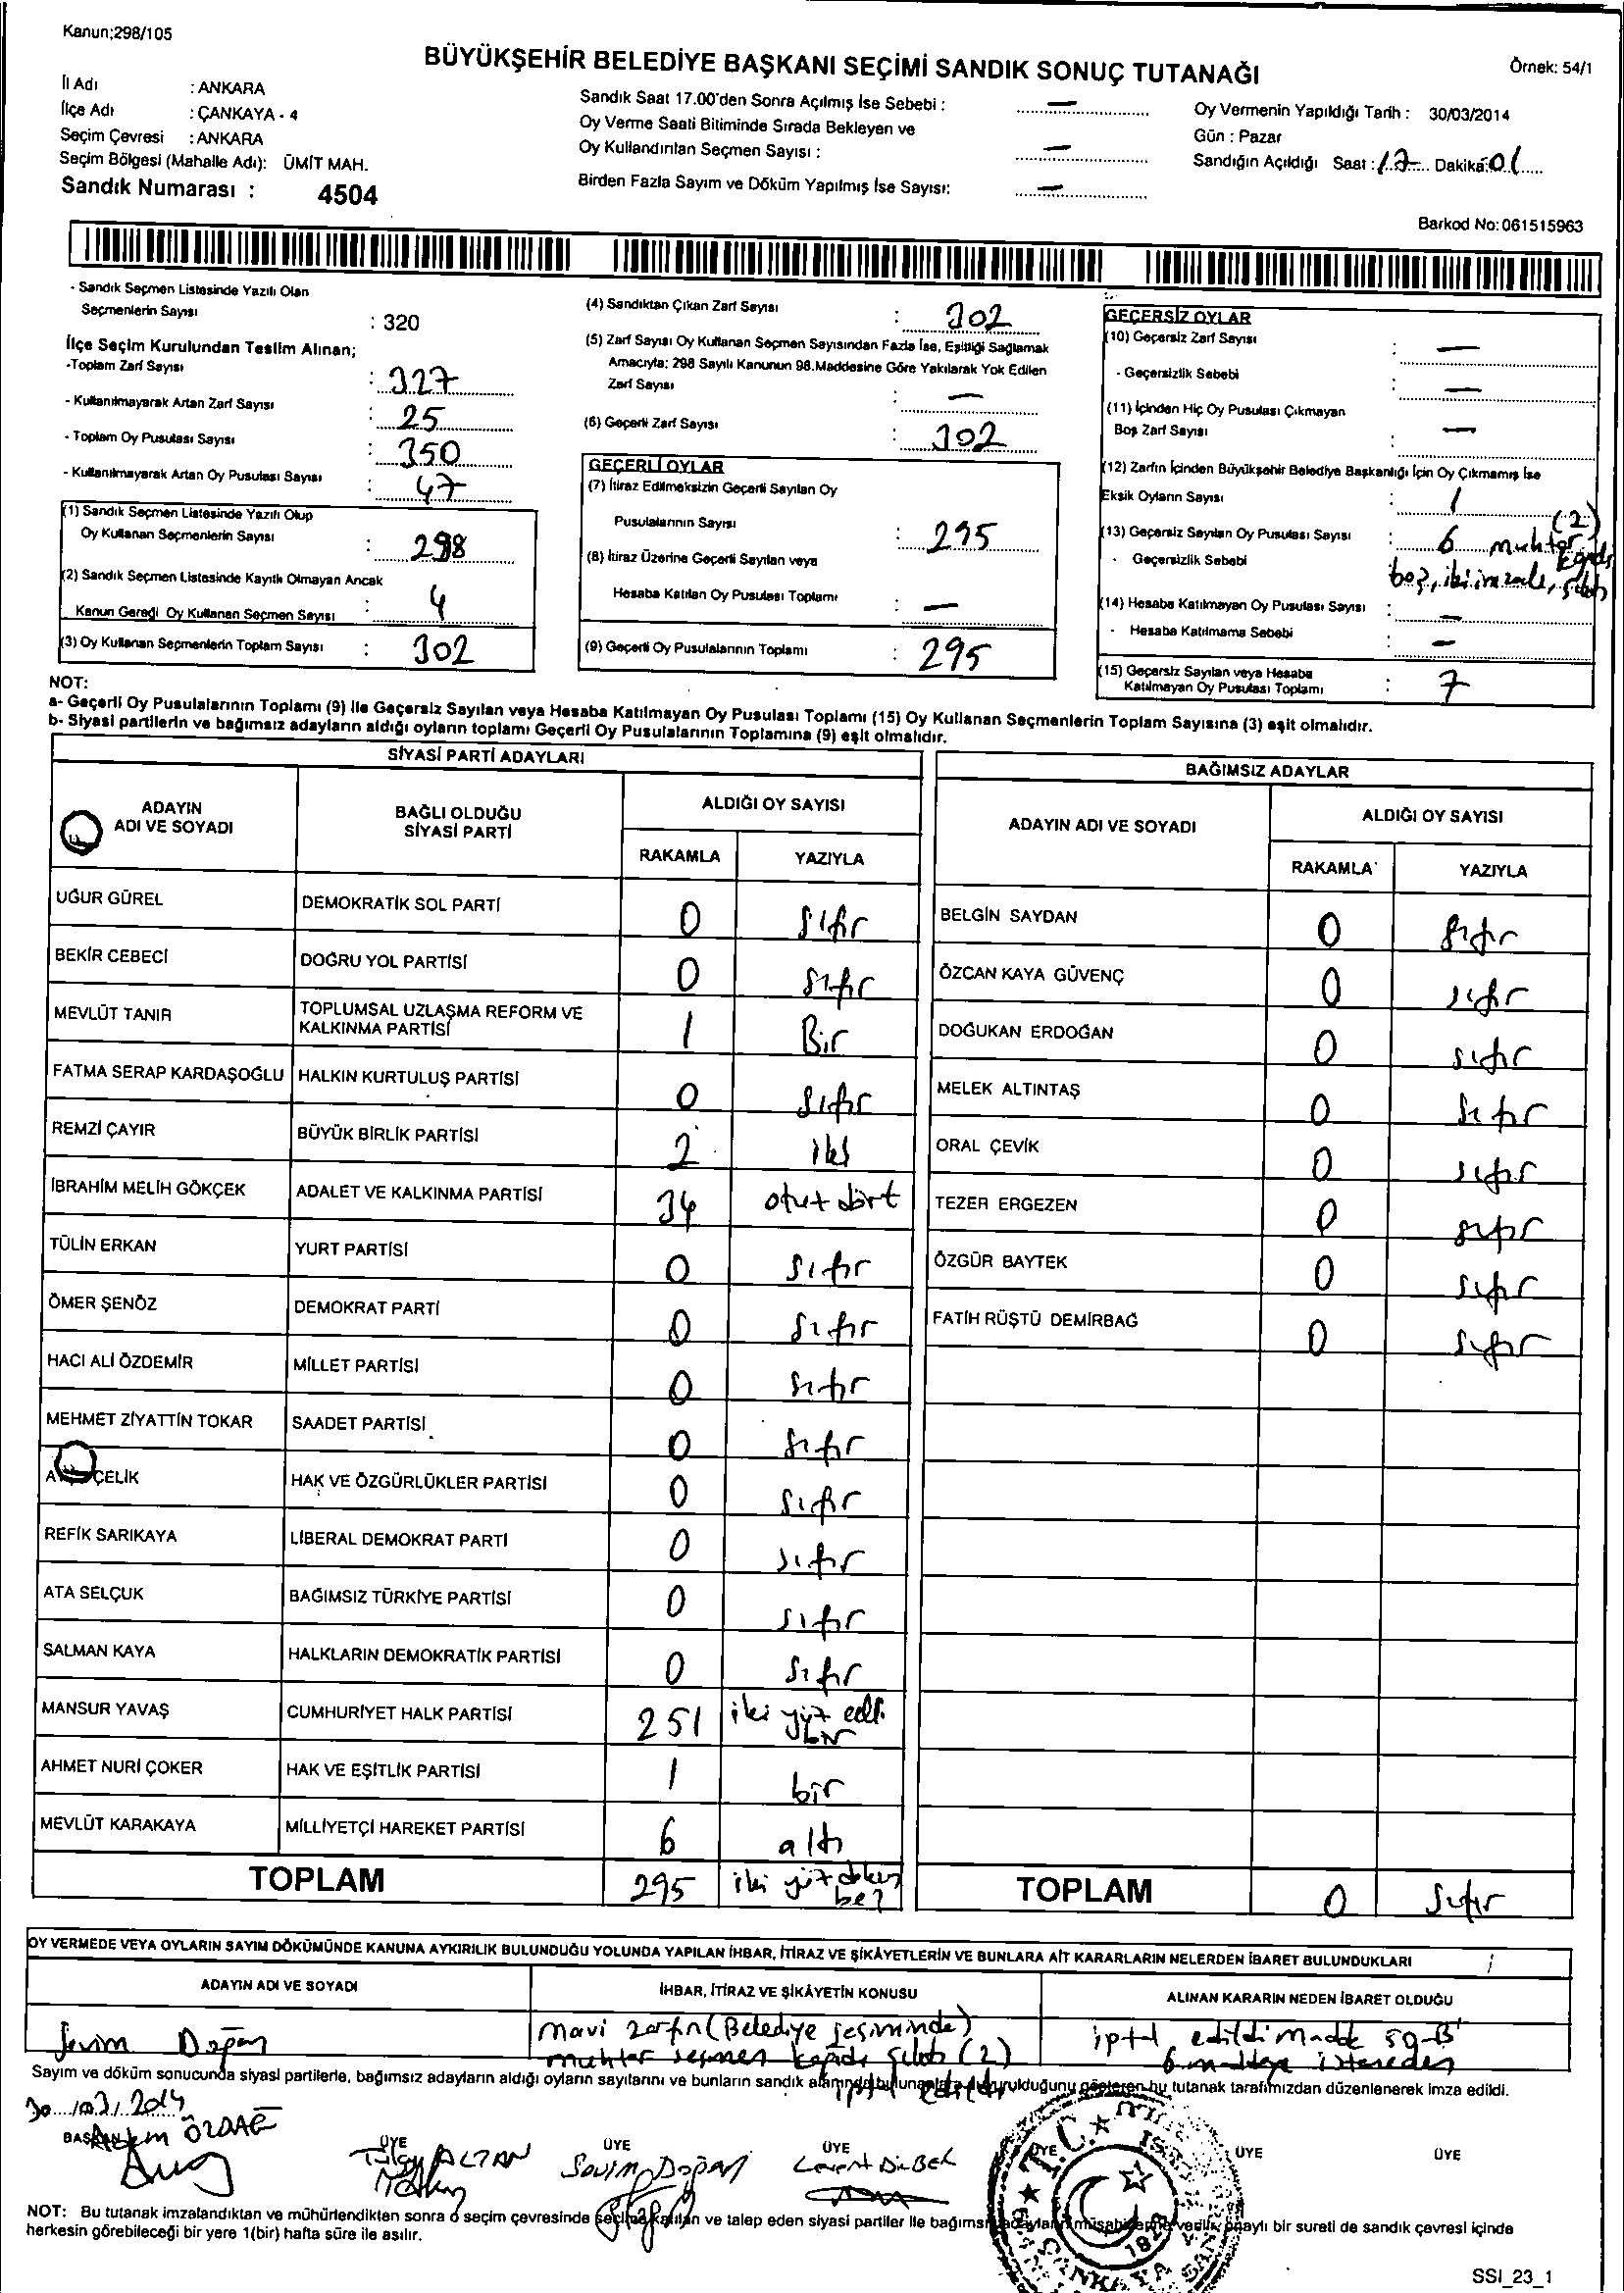 Kanun:298/105
BÜYÜKŞEHİR BELEDİYE BAŞKANI SEÇİMİ SANDIK SONUÇ TUTANAĞI
Örnek: 54/1
İl Adı : ANKARA
İlçe Adı : ÇANKAYA - 4
Seçim Çevresi : ANKARA
Seçim Bölgesi (Mahalle Adı): ÜMİT MAH.
Sandık Numarası : 4504
Sandık Saat 17.00'den Sonra Açılmış İse Sebebi : —
Oy Verme Saati Bitiminde Sırada Bekleyen ve
Oy Kullandırılan Seçmen Sayısı : —
Birden Fazla Sayım ve Döküm Yapılmış İse Sayısı: —
Oy Vermenin Yapıldığı Tarih : 30/03/2014
Gün : Pazar
Sandığın Açıldığı Saat : 17 Dakika: 01
Barkod No: 061515963
- Sandık Seçmen Listesinde Yazılı Olan
Seçmenlerin Sayısı : 320
İlçe Seçim Kurulundan Teslim Alınan;
-Toplam Zarf Sayısı : 327
- Kullanılmayarak Artan Zarf Sayısı : 25
- Toplam Oy Pusulası Sayısı : 350
- Kullanılmayarak Artan Oy Pusulası Sayısı : 47
(1) Sandık Seçmen Listesinde Yazılı Olup
Oy Kullanan Seçmenlerin Sayısı : 298
(2) Sandık Seçmen Listesinde Kayıtlı Olmayan Ancak
Kanun Gereği Oy Kullanan Seçmen Sayısı : 4
(3) Oy Kullanan Seçmenlerin Toplam Sayısı : 302
(4) Sandıktan Çıkan Zarf Sayısı : 302
(5) Zarf Sayısı Oy Kullanan Seçmen Sayısından Fazla İse, Eşitliği Sağlamak
Amacıyla: 298 Sayılı Kanunun 98.Maddesine Göre Yakılarak Yok Edilen
Zarf Sayısı : —
(6) Geçerli Zarf Sayısı : 302
GEÇERLİ OYLAR
(7) İtiraz Edilmeksizin Geçerli Sayılan Oy
Pusulalarının Sayısı : 295
(8) İtiraz Üzerine Geçerli Sayılan veya
Hesaba Katılan Oy Pusulası Toplamı : —
(9) Geçerli Oy Pusulalarının Toplamı : 295
GEÇERSİZ OYLAR
(10) Geçersiz Zarf Sayısı : —
- Geçersizlik Sebebi : —
(11) İçinden Hiç Oy Pusulası Çıkmayan
Boş Zarf Sayısı : —
(12) Zarfın İçinden Büyükşehir Belediye Başkanlığı İçin Oy Çıkmamış İse
Eksik Oyların Sayısı : 1
(13) Geçersiz Sayılan Oy Pusulası Sayısı : 6 muhtar (2)
- Geçersizlik Sebebi boş, iki
(14) Hesaba Katılmayan Oy Pusulası Sayısı : —
- Hesaba Katılmama Sebebi : —
(15) Geçersiz Sayılan veya Hesaba
Katılmayan Oy Pusulası Toplamı : 7
NOT:
a- Geçerli Oy Pusulalarının Toplamı (9) ile Geçersiz Sayılan veya Hesaba Katılmayan Oy Pusulası Toplamı (15) Oy Kullanan Seçmenlerin Toplam Sayısına (3) eşit olmalıdır.
b- Siyasi partilerin ve bağımsız adayların aldığı oyların toplamı Geçerli Oy Pusulalarının Toplamına (9) eşit olmalıdır.
SİYASİ PARTİ ADAYLARI
ADAYIN ADI VE SOYADI BAĞLI OLDUĞU SİYASİ PARTİ ALDIĞI OY SAYISI
RAKAMLA YAZIYLA
UĞUR GÜREL DEMOKRATİK SOL PARTİ 0 sıfır
BEKİR CEBECİ DOĞRU YOL PARTİSİ 0 sıfır
MEVLÜT TANIR TOPLUMSAL UZLAŞMA REFORM VE KALKINMA PARTİSİ 1 Bir
FATMA SERAP KARDAŞOĞLU HALKIN KURTULUŞ PARTİSİ 0 sıfır
REMZİ ÇAYIR BÜYÜK BİRLİK PARTİSİ 2 iki
İBRAHİM MELİH GÖKÇEK ADALET VE KALKINMA PARTİSİ 34 otuz dört
TÜLİN ERKAN YURT PARTİSİ 0 sıfır
ÖMER ŞENÖZ DEMOKRAT PARTİ 0 sıfır
HACI ALİ ÖZDEMİR MİLLET PARTİSİ 0 sıfır
MEHMET ZİYATTİN TOKAR SAADET PARTİSİ 0 sıfır
ÇELİK HAK VE ÖZGÜRLÜKLER PARTİSİ 0 sıfır
REFİK SARIKAYA LİBERAL DEMOKRAT PARTİ 0 sıfır
ATA SELÇUK BAĞIMSIZ TÜRKİYE PARTİSİ 0 sıfır
SALMAN KAYA HALKLARIN DEMOKRATİK PARTİSİ 0 sıfır
MANSUR YAVAŞ CUMHURİYET HALK PARTİSİ 251 iki yüz elli bir
AHMET NURİ ÇOKER HAK VE EŞİTLİK PARTİSİ 1 bir
MEVLÜT KARAKAYA MİLLİYETÇİ HAREKET PARTİSİ 6 altı
TOPLAM 295 iki yüz doksan beş
BAĞIMSIZ ADAYLAR
ADAYIN ADI VE SOYADI ALDIĞI OY SAYISI
RAKAMLA YAZIYLA
BELGİN SAYDAN 0 sıfır
ÖZCAN KAYA GÜVENÇ 0 sıfır
DOĞUKAN ERDOĞAN 0 sıfır
MELEK ALTINTAŞ 0 sıfır
ORAL ÇEVİK 0 sıfır
TEZER ERGEZEN 0 sıfır
ÖZGÜR BAYTEK 0 sıfır
FATİH RÜŞTÜ DEMİRBAĞ 0 sıfır
TOPLAM 0 Sıfır
OY VERMEDE VEYA OYLARIN SAYIM DÖKÜMÜNDE KANUNA AYKIRILIK BULUNDUĞU YOLUNDA YAPILAN İHBAR, İTİRAZ VE ŞİKÂYETLERİN VE BUNLARA AİT KARARLARIN NELERDEN İBARET BULUNDUKLARI
ADAYIN ADI VE SOYADI İHBAR, İTİRAZ VE ŞİKÂYETİN KONUSU ALINAN KARARIN NEDEN İBARET OLDUĞU
Sevim Doğan
mavi zarfın (Belediye seçiminde)
muhtar (2)
iptal edildi
iptal edildi madde
Sayım ve döküm sonucunda siyasi partilerle, bağımsız adayların aldığı oyların sayılarını ve bunların sandık tutanak tarafımızdan düzenlenerek imza edildi.
30/03/2014
BAŞKAN ÜYE ÜYE ÜYE ÜYE ÜYE ÜYE
Adem ÖZDAĞ
ALTAN
Sevim Doğan
Levent
T.C.
1923
ÇANKAYA
NOT: Bu tutanak imzalandıktan ve mühürlendikten sonra o seçim çevresinde seçime katılan ve talep eden siyasi partiler ile bağımsız adayların müşahitlerine verilir, onaylı bir sureti de sandık çevresi içinde
herkesin görebileceği bir yere 1(bir) hafta süre ile asılır.
SSI_23_1